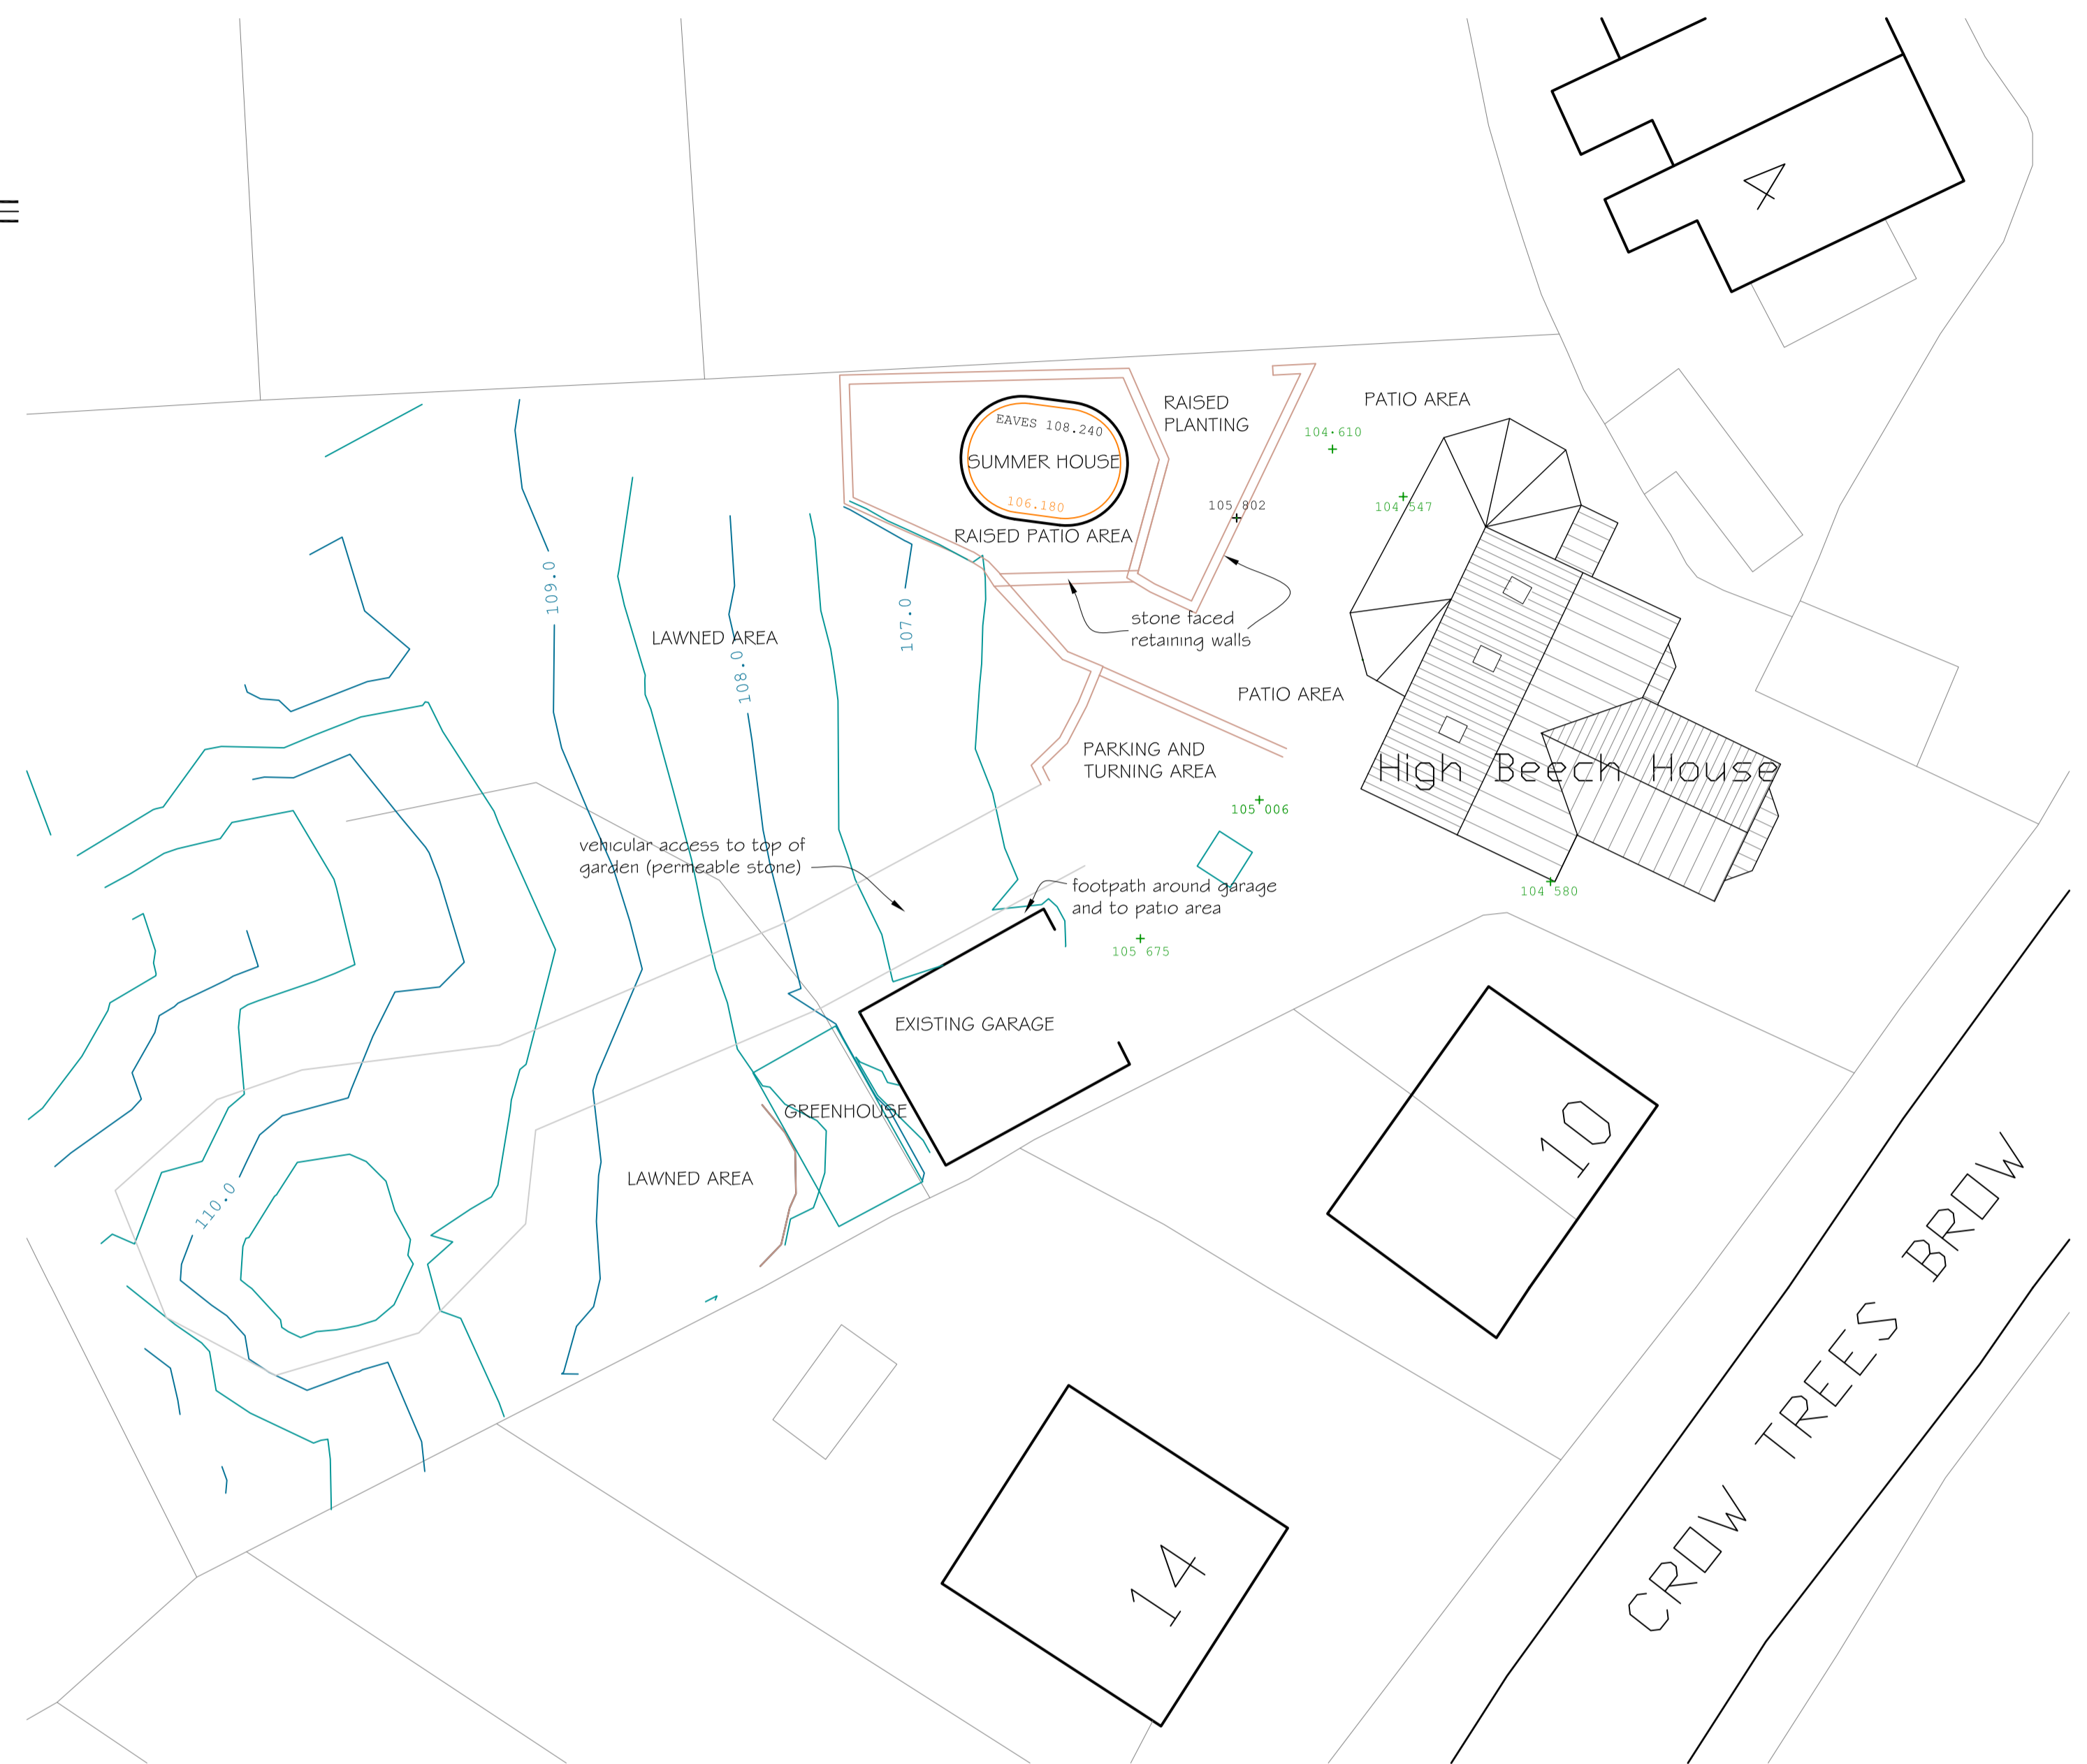 4
RAISED
PLANTING
PATIO AREA
EAVES 108.240
SUMMER HOUSE
106.180
104.610
104.547
105.802
RAISED PATIO AREA
109.0
107.0
stone faced
retaining walls
LAWNED AREA
108.0
PATIO AREA
PARKING AND
TURNING AREA
High Beech House
105.006
vehicular access to top of
garden (permeable stone)
footpath around garage
and to patio area
104.580
105.675
EXISTING GARAGE
GREENHOUSE
10
LAWNED AREA
110.0
CROW TREES BROW
14